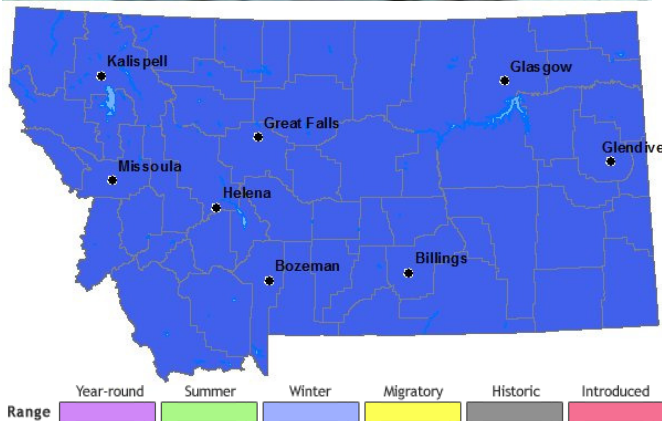 Kalispell
Glasgow
Great Falls
Glendive
Missoula
Helena
Bozeman
Billings
Year-round Summer Winter Migratory Historic Introduced
Range